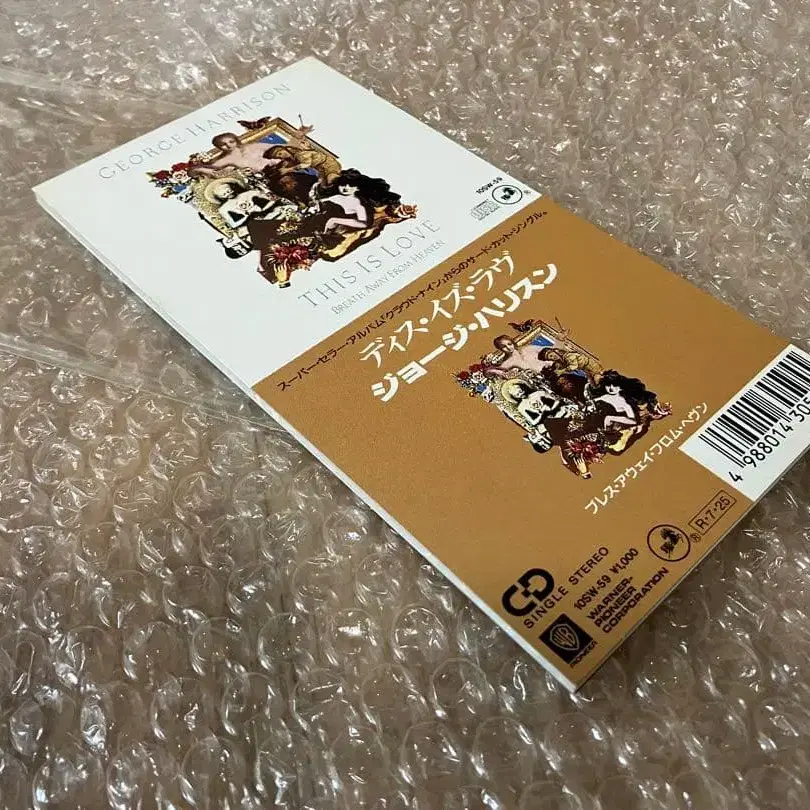 GEORGE HARRISON
THIS IS LOVE
BREATH AWAY FROM HEAVEN
10SW-59
®
スーパー・セラー・アルバム「クラウド・ナイン」からのサード・カット・シングル。
ディス・イズ・ラヴ
ジョージ・ハリスン
ブレス・アウェイ・フロム・ヘヴン
4 988014 305
CD
SINGLE STEREO
10SW-59 ¥1,000
WB
PIONEER
WARNER-
PIONEER
CORPORATION
®
R・7・25